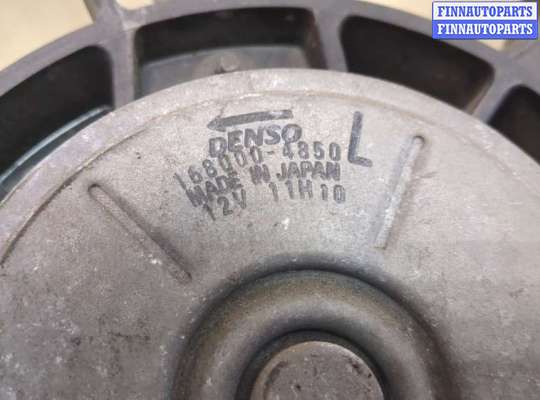 FINNAUTOPARTS
FINNAUTOPARTS
DENSO
168000-4850 L
MADE IN JAPAN
12V 11H10